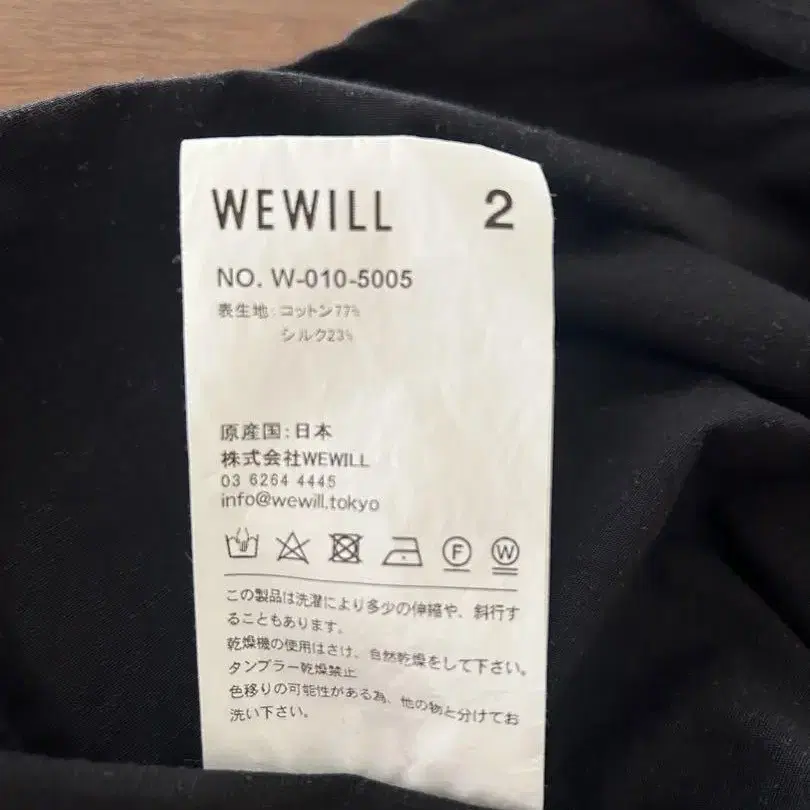 WEWILL 2
NO. W-010-5005
表生地:コットン77%
シルク23%
原産国:日本
株式会社WEWILL
03 6264 4445
info@wewill.tokyo
F W
この製品は洗濯により多少の伸縮や、斜行す
ることもあります。
乾燥機の使用はさけ、自然乾燥をして下さい。
タンブラー乾燥禁止
色移りの可能性がある為、他の物と分けてお
洗い下さい。